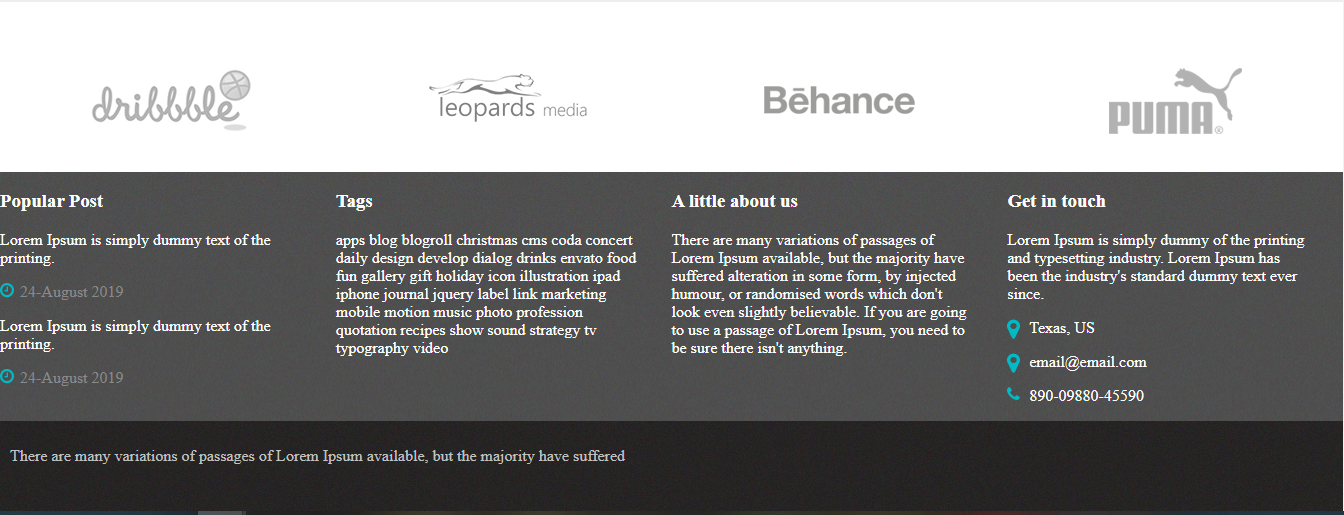 dribbble
leopards media
Bēhance
PUMA®
Popular Post
Lorem Ipsum is simply dummy text of the
printing.
24-August 2019
Lorem Ipsum is simply dummy text of the
printing.
24-August 2019
Tags
apps blog blogroll christmas cms coda concert
daily design develop dialog drinks envato food
fun gallery gift holiday icon illustration ipad
iphone journal jquery label link marketing
mobile motion music photo profession
quotation recipes show sound strategy tv
typography video
A little about us
There are many variations of passages of
Lorem Ipsum available, but the majority have
suffered alteration in some form, by injected
humour, or randomised words which don't
look even slightly believable. If you are going
to use a passage of Lorem Ipsum, you need to
be sure there isn't anything.
Get in touch
Lorem Ipsum is simply dummy of the printing
and typesetting industry. Lorem Ipsum has
been the industry's standard dummy text ever
since.
Texas, US
email@email.com
890-09880-45590
There are many variations of passages of Lorem Ipsum available, but the majority have suffered